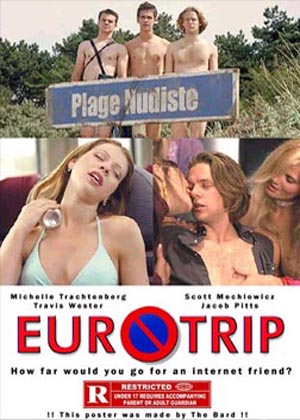 Plage Nudiste
Michelle Trachtenberg
Scott Mechlowicz
Travis Wester
Jacob Pitts
EUROTRIP
How far would you go for an internet friend?
R
RESTRICTED
UNDER 17 REQUIRES ACCOMPANYING
PARENT OR ADULT GUARDIAN
!! This poster was made by The Bard !!